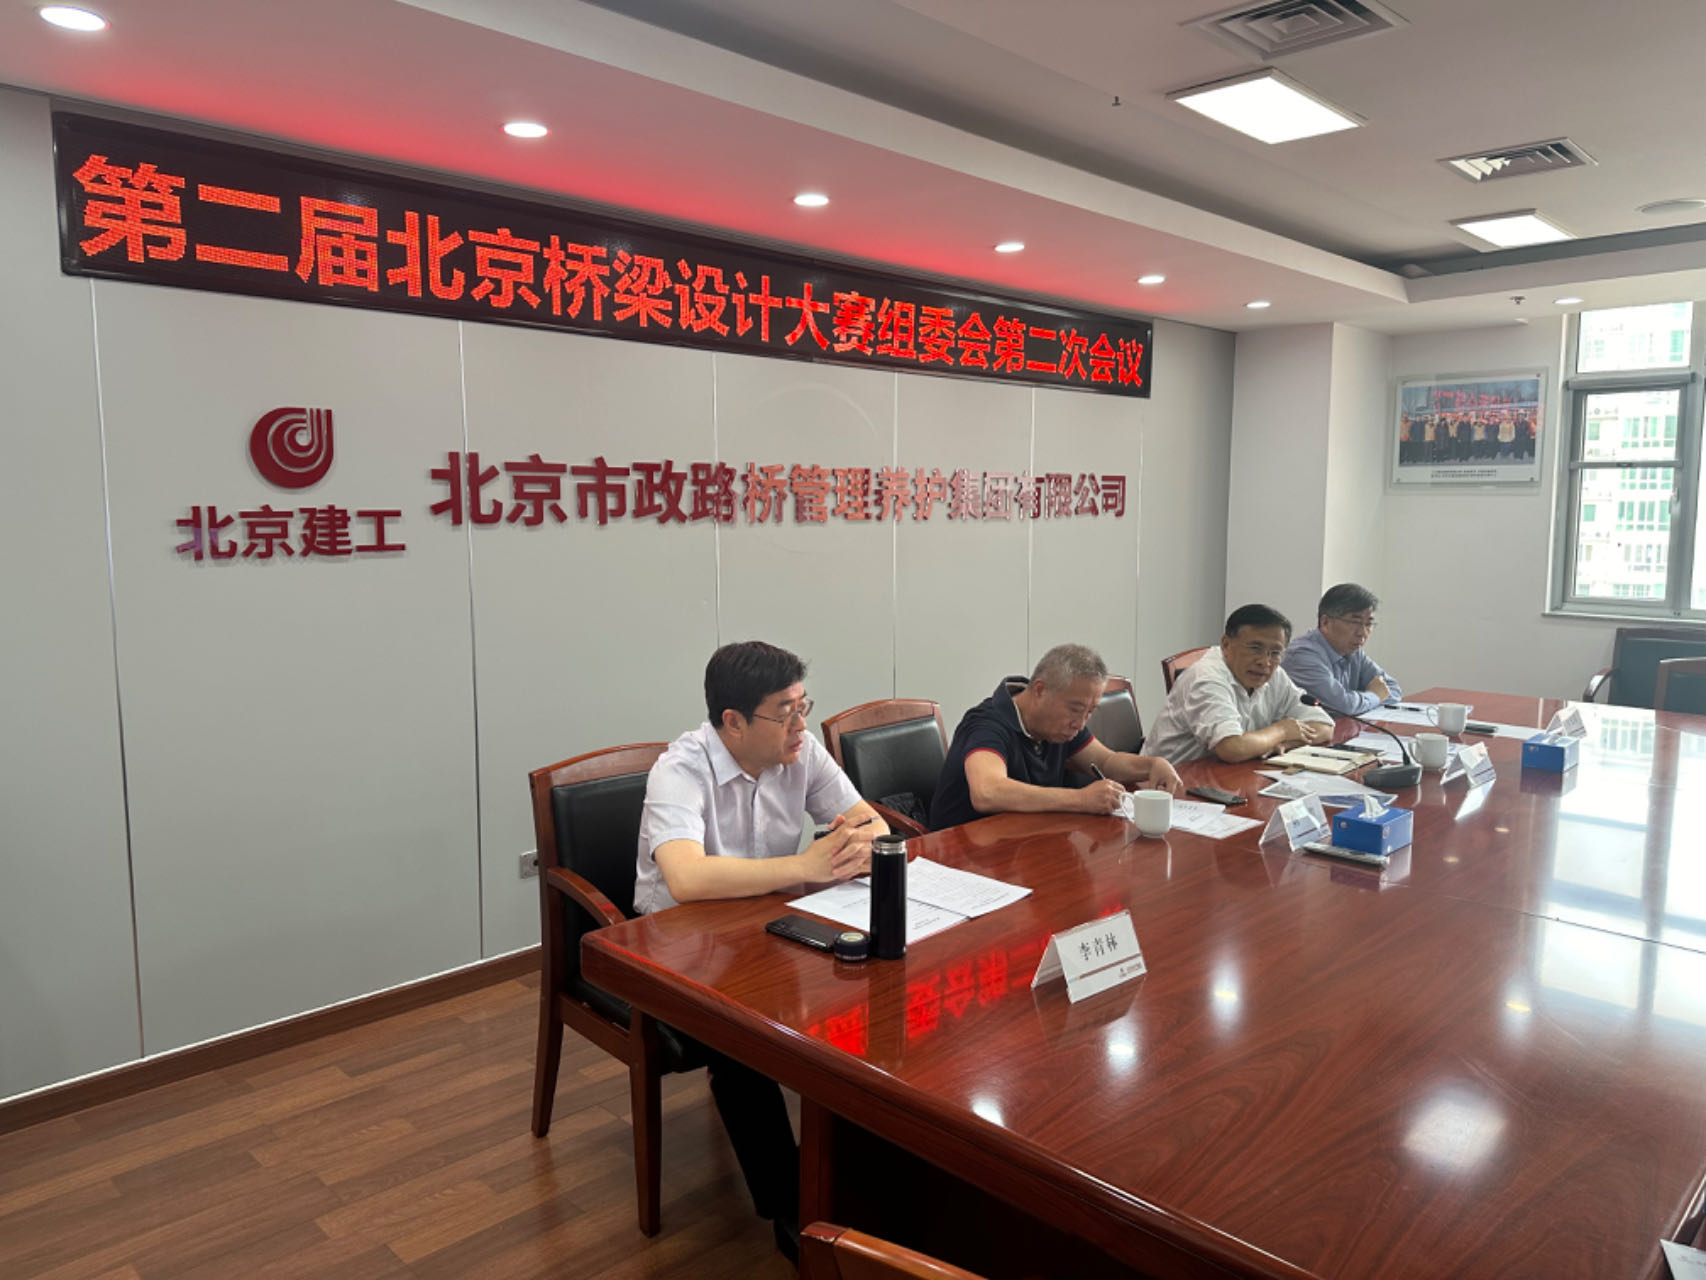 第二届北京桥梁设计大赛组委会第二次会议
北京建工
北京市政路桥管理养护集团有限公司
李青林